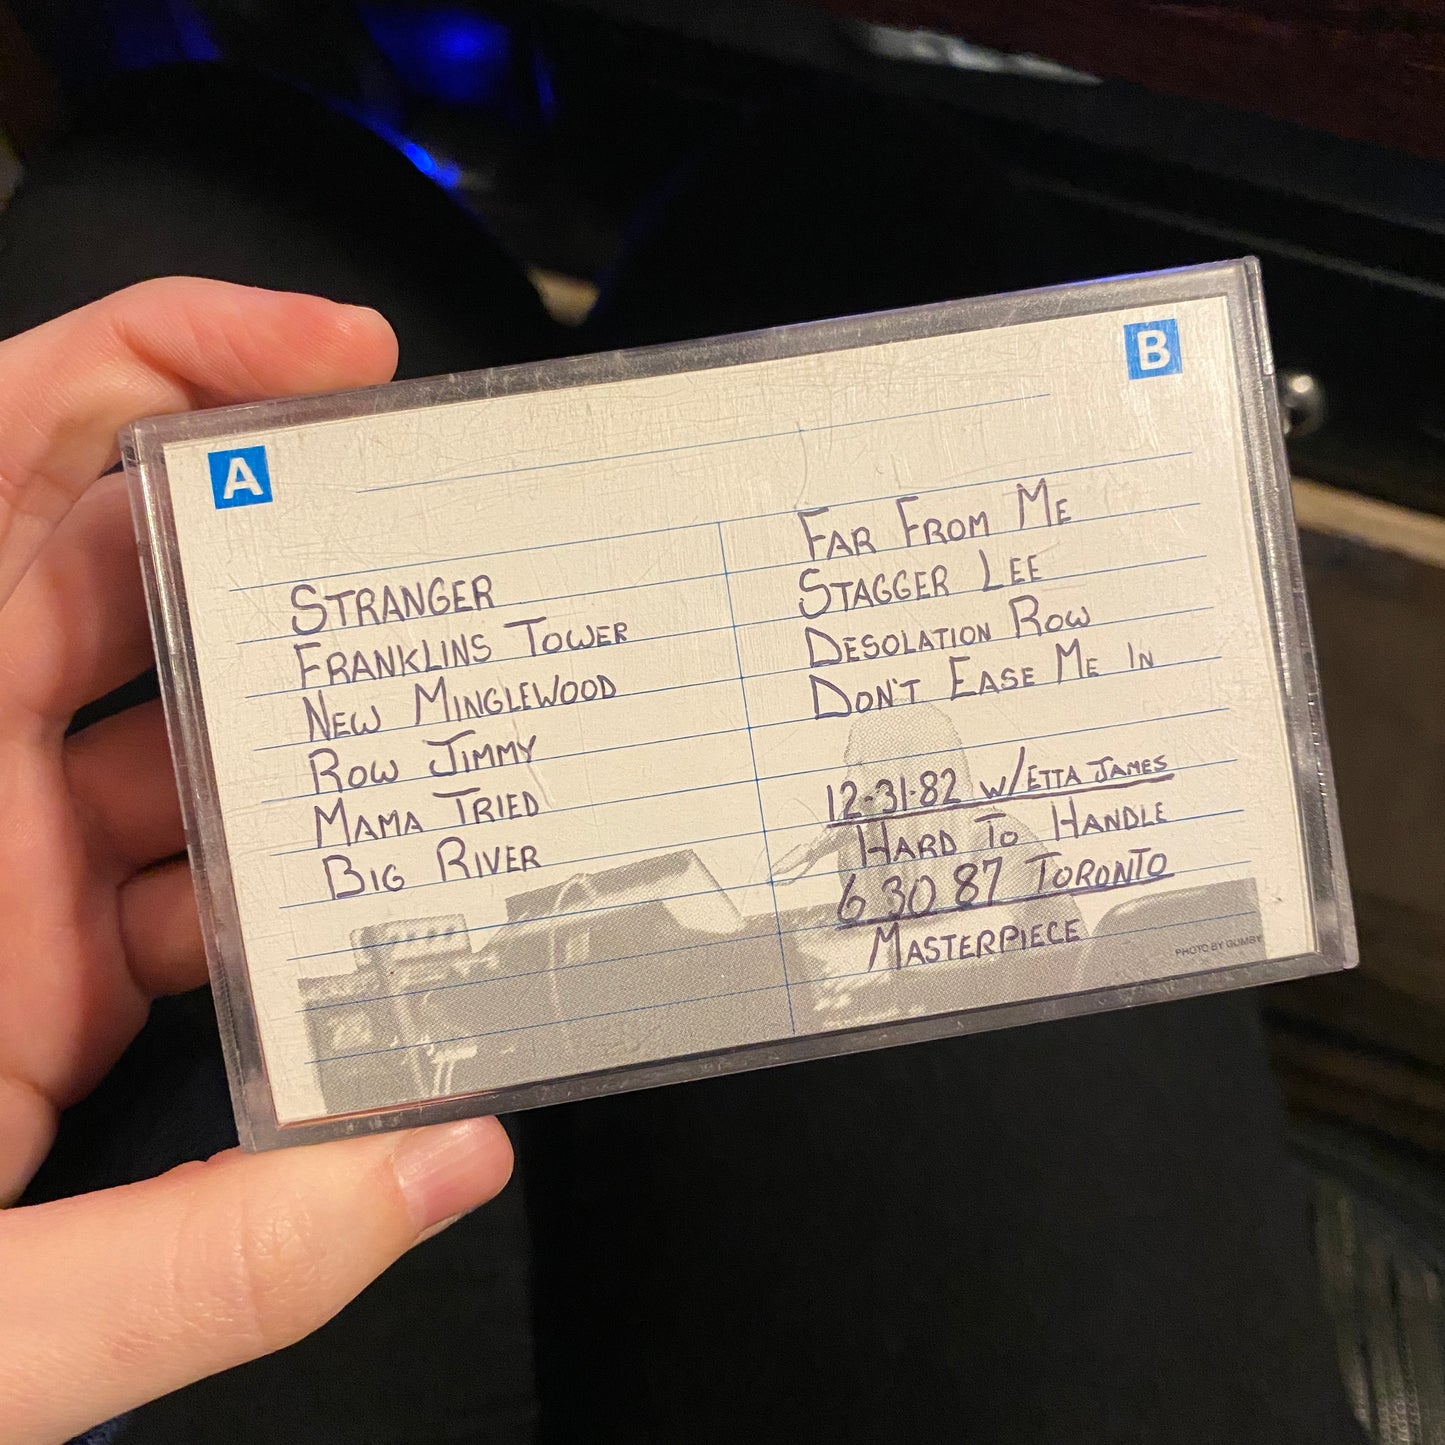 A
STRANGER
FRANKLINS TOWER
NEW MINGLEWOOD
ROW JIMMY
MAMA TRIED
BIG RIVER
B
FAR FROM ME
STAGGER LEE
DESOLATION ROW
DON'T EASE ME IN
12-31-82 W/ETTA JAMES
HARD TO HANDLE
6 30 87 TORONTO
MASTERPIECE
PHOTO BY GUMBY